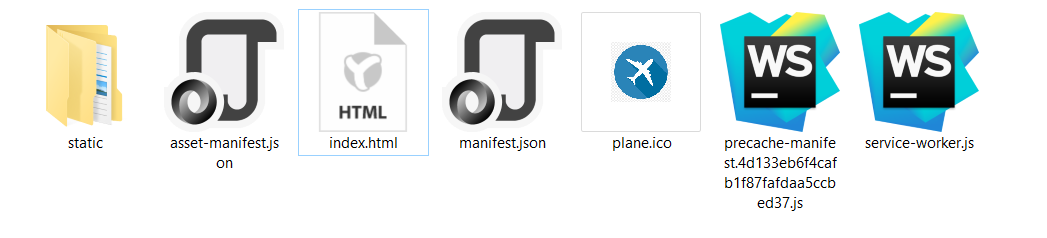 WS
WS
HTML
static
asset-manifest.js
on
index.html
manifest.json
plane.ico
precache-manife
st.4d133eb6f4caf
b1f87fafdaa5ccb
ed37.js
service-worker.js